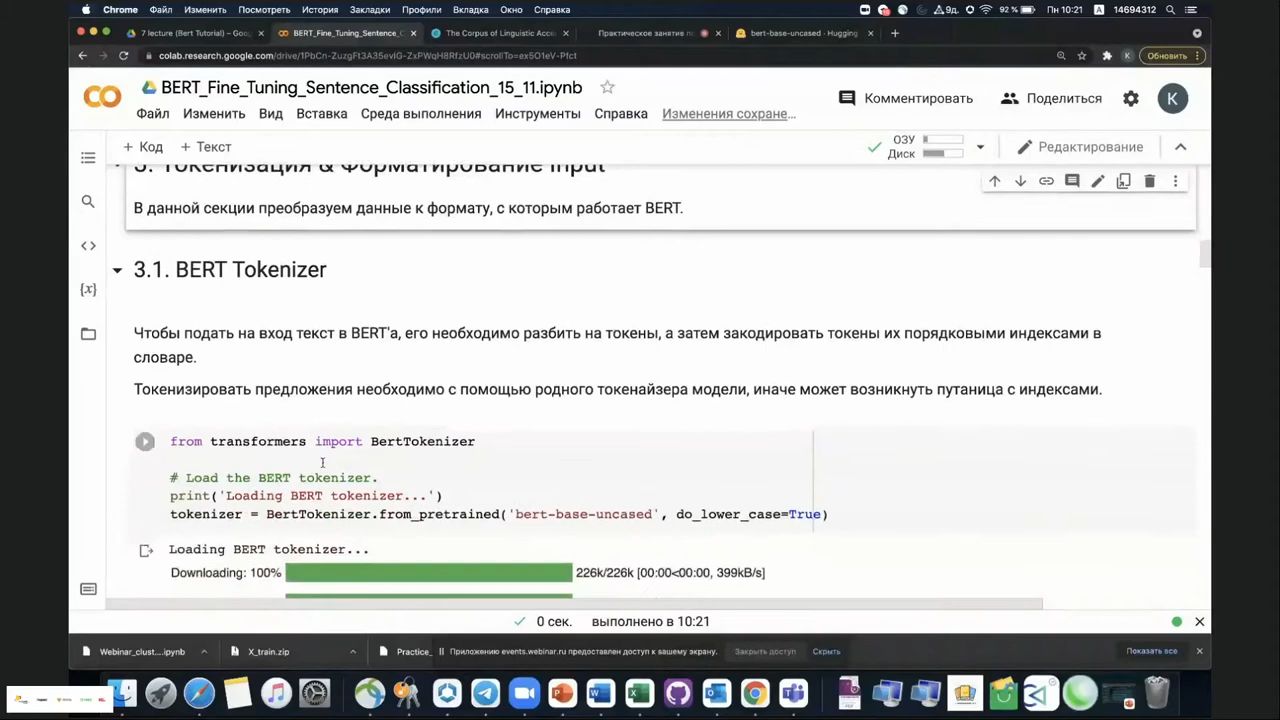 Chrome Файл Изменить Посмотреть История Закладки Профили Вкладка Окно Справка 9д. 92 % Пн 10:21 A 14694312
7 lecture (Bert Tutorial) – Goo BERT_Fine_Tuning_Sentence_C The Corpus of Linguistic Acce Практическое занятие п bert-base-uncased · Hugging
colab.research.google.com/drive/1PbCn-ZuzgFt3A35evlG-ZxPWqH8RfzU0#scrollTo=ex5O1eV-Pfct K Обновить
BERT_Fine_Tuning_Sentence_Classification_15_11.ipynb
Комментировать Поделиться K
Файл Изменить Вид Вставка Среда выполнения Инструменты Справка Изменения сохране...
+ Код + Текст ОЗУ Диск Редактирование
3. Токенизация & Форматирование Input
В данной секции преобразуем данные к формату, с которым работает BERT.
3.1. BERT Tokenizer
Чтобы подать на вход текст в BERT'а, его необходимо разбить на токены, а затем закодировать токены их порядковыми индексами в
словаре.
Токенизировать предложения необходимо с помощью родного токенайзера модели, иначе может возникнуть путаница с индексами.
from transformers import BertTokenizer
# Load the BERT tokenizer.
print('Loading BERT tokenizer...')
tokenizer = BertTokenizer.from_pretrained('bert-base-uncased', do_lower_case=True)
Loading BERT tokenizer...
Downloading: 100% 226k/226k [00:00<00:00, 399kB/s]
0 сек. выполнено в 10:21
Webinar_clust....ipynb X_train.zip Practice_ Приложению events.webinar.ru предоставлен доступ к вашему экрану. Закрыть доступ Скрыть Показать все